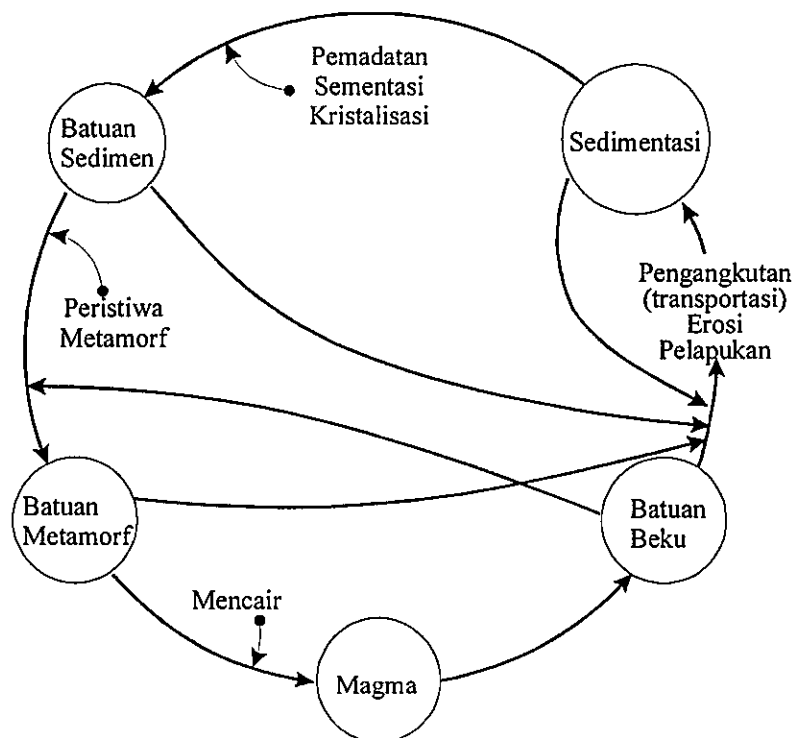 Pemadatan
Sementasi
Kristalisasi
Batuan
Sedimen
Sedimentasi
Peristiwa
Metamorf
Pengangkutan
(transportasi)
Erosi
Pelapukan
Batuan
Metamorf
Batuan
Beku
Mencair
Magma